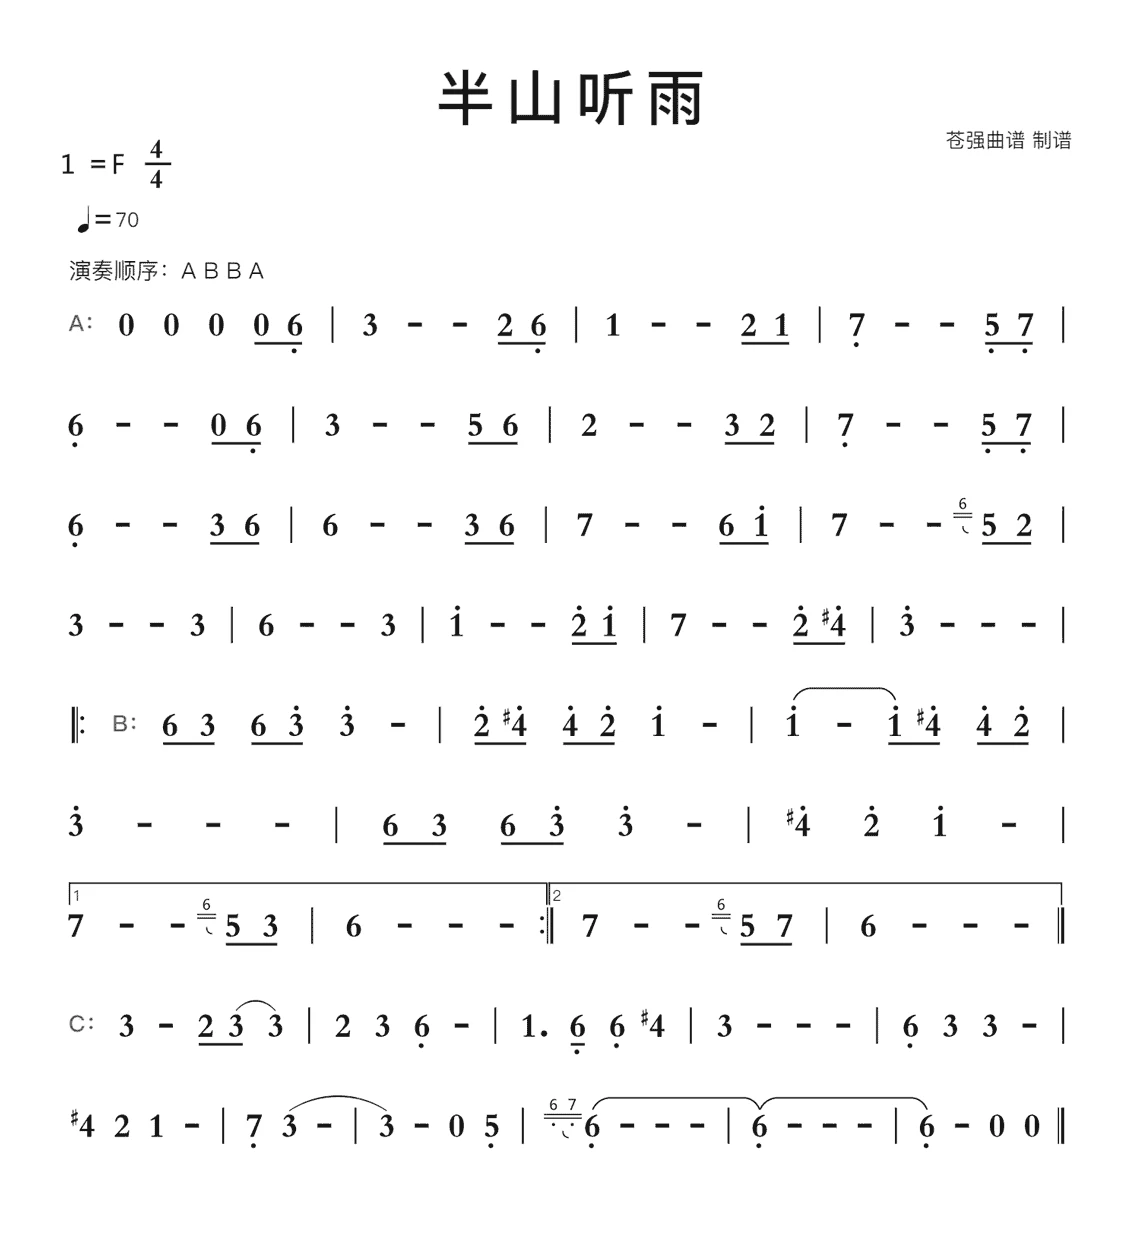 半山听雨
苍强曲谱 制谱
1 =F 4/4
♩=70
演奏顺序：A B B A
A: 0 0 0 0 6̣ | 3 - - 2 6̣ | 1 - - 2 1 | 7̣ - - 5̣ 7̣ |
6̣ - - 0 6̣ | 3 - - 5 6 | 2 - - 3 2 | 7̣ - - 5̣ 7̣ |
6̣ - - 3 6 | 6 - - 3 6 | 7 - - 6 1̇ | 7 - - 6 5 2 |
3 - - 3 | 6 - - 3 | 1̇ - - 2̇ 1̇ | 7 - - 2̇ #4̇ | 3̇ - - - |
‖: B: 6 3 6 3̇ 3̇ - | 2̇ #4̇ 4̇ 2̇ 1̇ - | 1̇ - 1̇ #4̇ 4̇ 2̇ |
3̇ - - - | 6 3 6 3̇ 3̇ - | #4̇ 2̇ 1̇ - |
1 2
7 - - 6 5 3 | 6 - - - :‖ 7 - - 6 5 7 | 6 - - - ‖
C: 3 - 2 3 3 | 2 3 6̣ - | 1. 6̣ 6̣ #4 | 3 - - - | 6̣ 3 3 - |
#4 2 1 - | 7̣ 3 - | 3 - 0 5̣ | 6̣ 7̣ 6̣ - - - | 6̣ - - - | 6̣ - 0 0 ‖